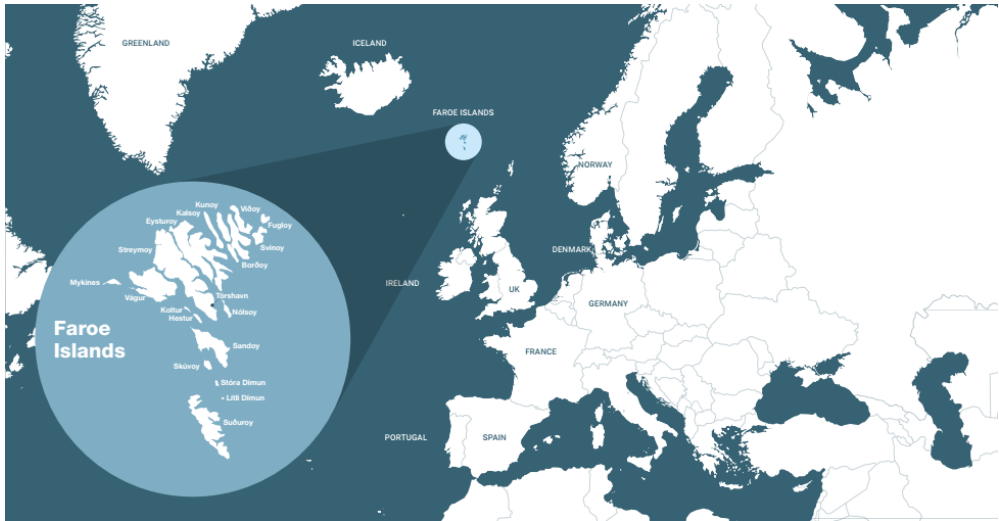 GREENLAND
ICELAND
FAROE ISLANDS
NORWAY
DENMARK
IRELAND
UK
GERMANY
FRANCE
PORTUGAL
SPAIN
Kunoy
Viðoy
Kalsoy
Eysturoy
Fugloy
Streymoy
Svínoy
Borðoy
Mykines
Vágur
Tórshavn
Koltur
Nólsoy
Hestur
Faroe
Islands
Sandoy
Skúvoy
Stóra Dímun
Lítli Dímun
Suðuroy